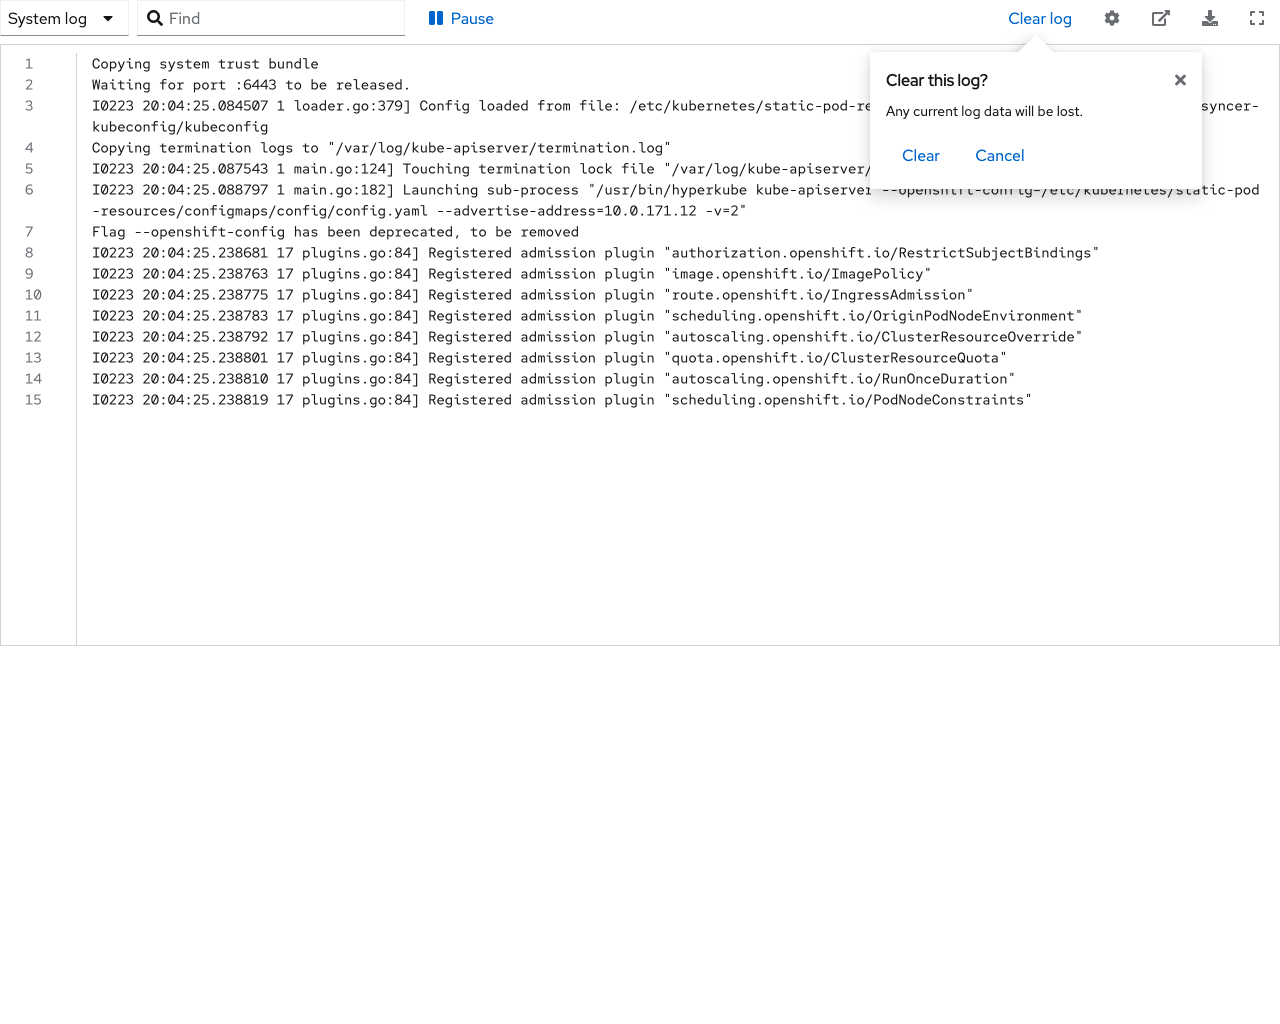 System log Find Pause Clear log
Clear this log?
Any current log data will be lost.
Clear Cancel
1 Copying system trust bundle
2 Waiting for port :6443 to be released.
3 I0223 20:04:25.084507 1 loader.go:379] Config loaded from file: /etc/kubernetes/static-pod- syncer-
kubeconfig/kubeconfig
4 Copying termination logs to "/var/log/kube-apiserver/termination.log"
5 I0223 20:04:25.087543 1 main.go:124] Touching termination lock file "/var/log/kube-apiserver/
6 I0223 20:04:25.088797 1 main.go:182] Launching sub-process "/usr/bin/hyperkube kube-apiserver --openshift-config=/etc/kubernetes/static-pod
-resources/configmaps/config/config.yaml --advertise-address=10.0.171.12 -v=2"
7 Flag --openshift-config has been deprecated, to be removed
8 I0223 20:04:25.238681 17 plugins.go:84] Registered admission plugin "authorization.openshift.io/RestrictSubjectBindings"
9 I0223 20:04:25.238763 17 plugins.go:84] Registered admission plugin "image.openshift.io/ImagePolicy"
10 I0223 20:04:25.238775 17 plugins.go:84] Registered admission plugin "route.openshift.io/IngressAdmission"
11 I0223 20:04:25.238783 17 plugins.go:84] Registered admission plugin "scheduling.openshift.io/OriginPodNodeEnvironment"
12 I0223 20:04:25.238792 17 plugins.go:84] Registered admission plugin "autoscaling.openshift.io/ClusterResourceOverride"
13 I0223 20:04:25.238801 17 plugins.go:84] Registered admission plugin "quota.openshift.io/ClusterResourceQuota"
14 I0223 20:04:25.238810 17 plugins.go:84] Registered admission plugin "autoscaling.openshift.io/RunOnceDuration"
15 I0223 20:04:25.238819 17 plugins.go:84] Registered admission plugin "scheduling.openshift.io/PodNodeConstraints"